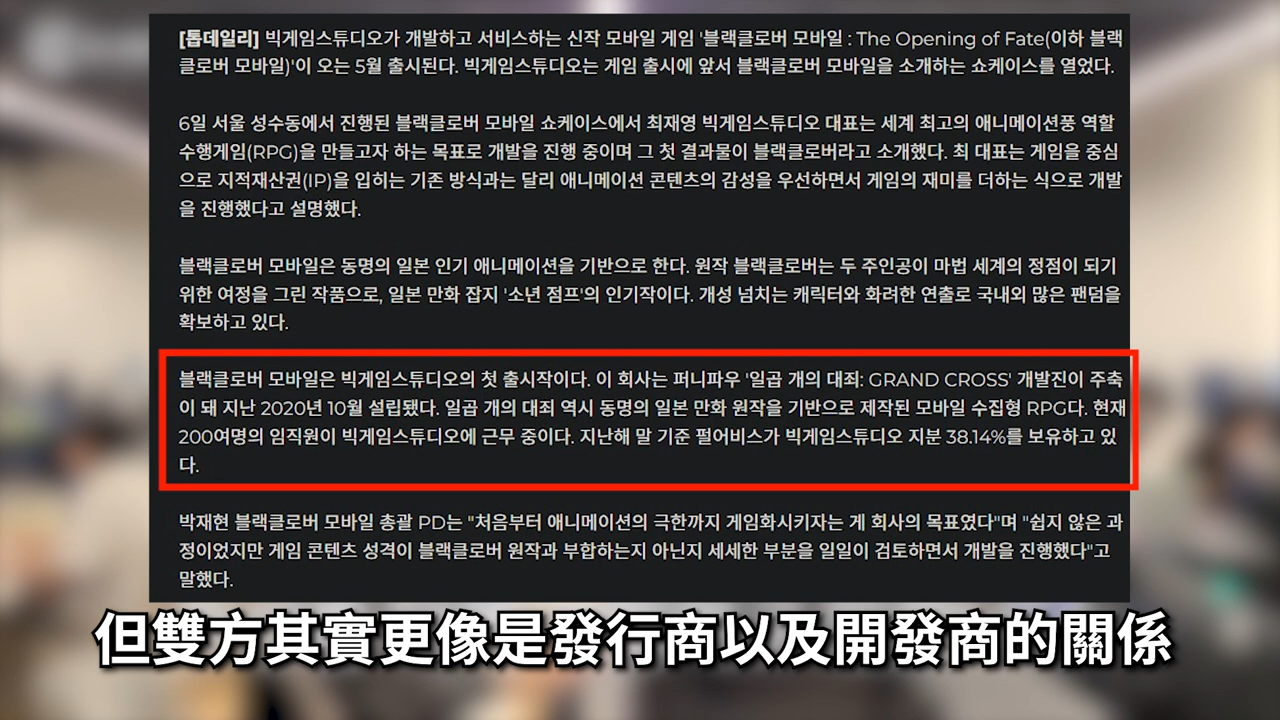 [톱데일리] 빅게임스튜디오가 개발하고 서비스하는 신작 모바일 게임 '블랙클로버 모바일 : The Opening of Fate(이하 블랙
클로버 모바일)'이 오는 5월 출시된다. 빅게임스튜디오는 게임 출시에 앞서 블랙클로버 모바일을 소개하는 쇼케이스를 열었다.
6일 서울 성수동에서 진행된 블랙클로버 모바일 쇼케이스에서 최재영 빅게임스튜디오 대표는 세계 최고의 애니메이션풍 역할
수행게임(RPG)을 만들고자 하는 목표로 개발을 진행 중이며 그 첫 결과물이 블랙클로버라고 소개했다. 최 대표는 게임을 중심
으로 지적재산권(IP)을 입히는 기존 방식과는 달리 애니메이션 콘텐츠의 감성을 우선하면서 게임의 재미를 더하는 식으로 개발
을 진행했다고 설명했다.
블랙클로버 모바일은 동명의 일본 인기 애니메이션을 기반으로 한다. 원작 블랙클로버는 두 주인공이 마법 세계의 정점이 되기
위한 여정을 그린 작품으로, 일본 만화 잡지 '소년 점프'의 인기작이다. 개성 넘치는 캐릭터와 화려한 연출로 국내외 많은 팬덤을
확보하고 있다.
블랙클로버 모바일은 빅게임스튜디오의 첫 출시작이다. 이 회사는 퍼니파우 '일곱 개의 대죄: GRAND CROSS' 개발진이 주축
이 돼 지난 2020년 10월 설립됐다. 일곱 개의 대죄 역시 동명의 일본 만화 원작을 기반으로 제작된 모바일 수집형 RPG다. 현재
200여명의 임직원이 빅게임스튜디오에 근무 중이다. 지난해 말 기준 펄어비스가 빅게임스튜디오 지분 38.14%를 보유하고 있
다.
박재현 블랙클로버 모바일 총괄 PD는 "처음부터 애니메이션의 극한까지 게임화시키자는 게 회사의 목표였다"며 "쉽지 않은 과
정이었지만 게임 콘텐츠 성격이 블랙클로버 원작과 부합하는지 아닌지 세세한 부분을 일일이 검토하면서 개발을 진행했다"고
말했다.
但雙方其實更像是發行商以及開發商的關係